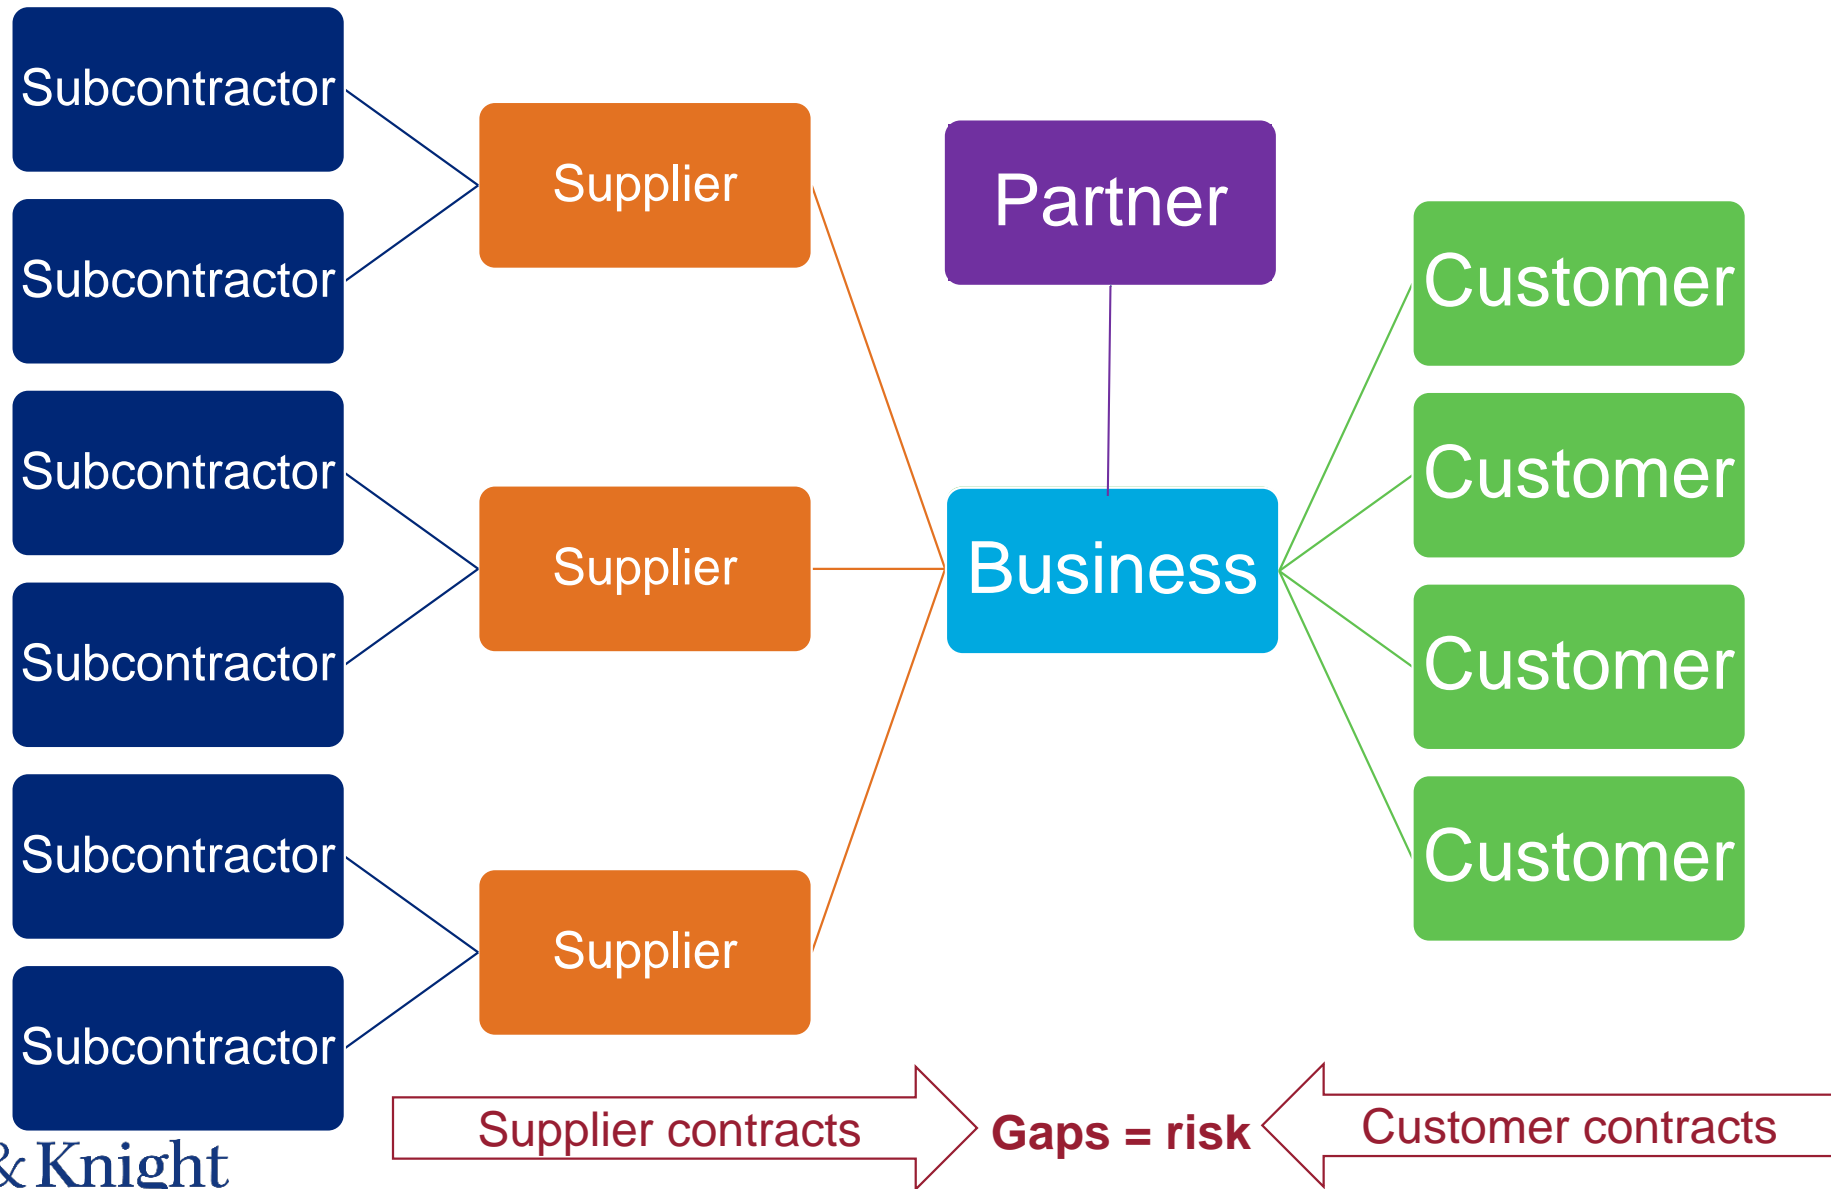 Subcontractor
Subcontractor
Subcontractor
Subcontractor
Subcontractor
Subcontractor
Supplier
Supplier
Supplier
Partner
Business
Customer
Customer
Customer
Customer
Supplier contracts
Gaps = risk
Customer contracts
& Knight